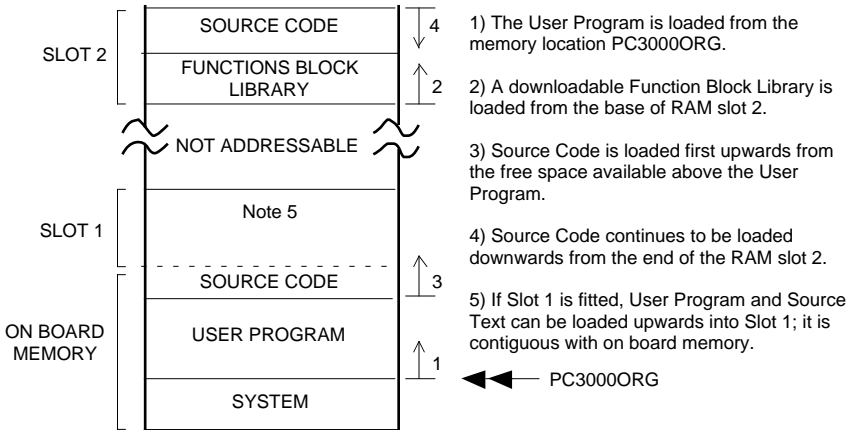 SLOT 2
SOURCE CODE
4
FUNCTIONS BLOCK
LIBRARY
2
NOT ADDRESSABLE
SLOT 1
Note 5
SOURCE CODE
3
ON BOARD
MEMORY
USER PROGRAM
1
SYSTEM
PC3000ORG
1) The User Program is loaded from the
memory location PC3000ORG.
2) A downloadable Function Block Library is
loaded from the base of RAM slot 2.
3) Source Code is loaded first upwards from
the free space available above the User
Program.
4) Source Code continues to be loaded
downwards from the end of the RAM slot 2.
5) If Slot 1 is fitted, User Program and Source
Text can be loaded upwards into Slot 1; it is
contiguous with on board memory.